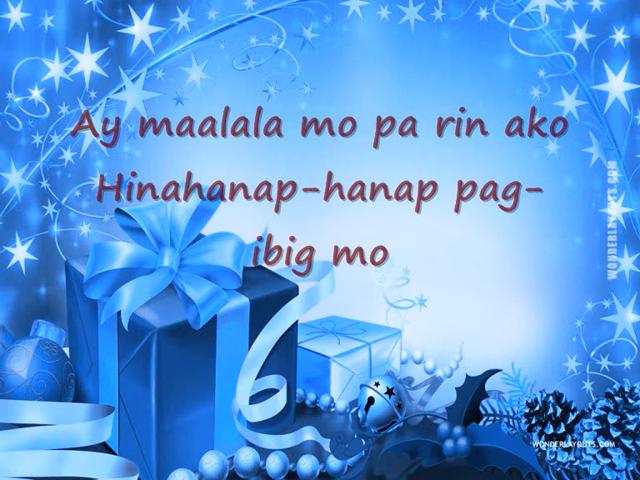 Ay maalala mo pa rin ako
Hinahanap-hanap pag-
ibig mo
WONDERLAYOUTS.COM
WONDERLAYOUTS.COM